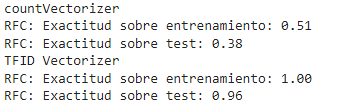 countVectorizer
RFC: Exactitud sobre entrenamiento: 0.51
RFC: Exactitud sobre test: 0.38
TFID Vectorizer
RFC: Exactitud sobre entrenamiento: 1.00
RFC: Exactitud sobre test: 0.96